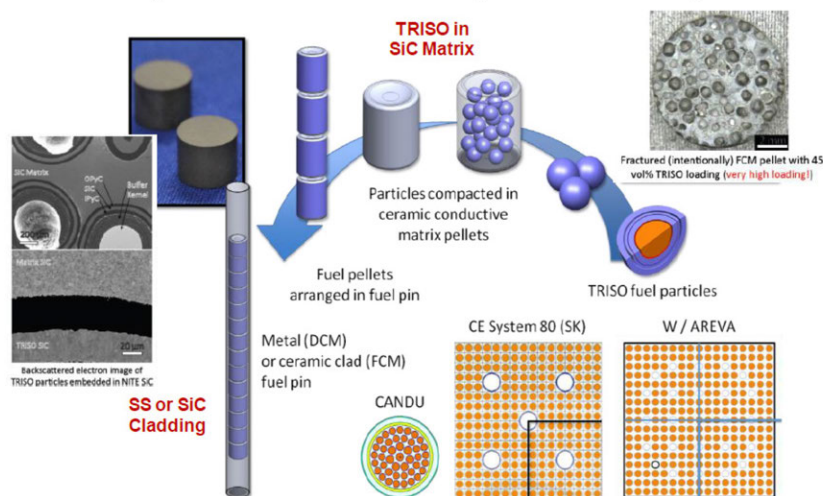 TRISO in
SiC Matrix
SiC Matrix
OPyC
SiC
IPyC
Buffer
Kernel
Matrix SiC
TRISO SiC
20 µm
Backscattered electron image of
TRISO particles embedded in NITE SiC
Particles compacted in
ceramic conductive
matrix pellets
Fractured (intentionally) FCM pellet with 45
vol% TRISO loading (very high loading!)
TRISO fuel particles
Fuel pellets
arranged in fuel pin
Metal (DCM)
or ceramic clad (FCM)
fuel pin
SS or SiC
Cladding
CANDU
CE System 80 (SK)
W / AREVA